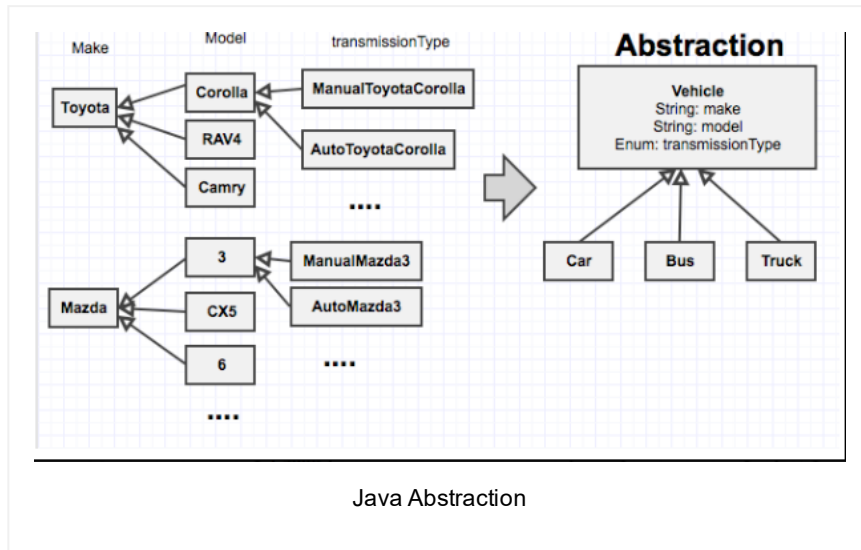 Make
Model
transmissionType
Toyota
Corolla
RAV4
Camry
ManualToyotaCorolla
AutoToyotaCorolla
....
Mazda
3
CX5
6
....
ManualMazda3
AutoMazda3
....
Abstraction
Vehicle
String: make
String: model
Enum: transmissionType
Car
Bus
Truck
Java Abstraction